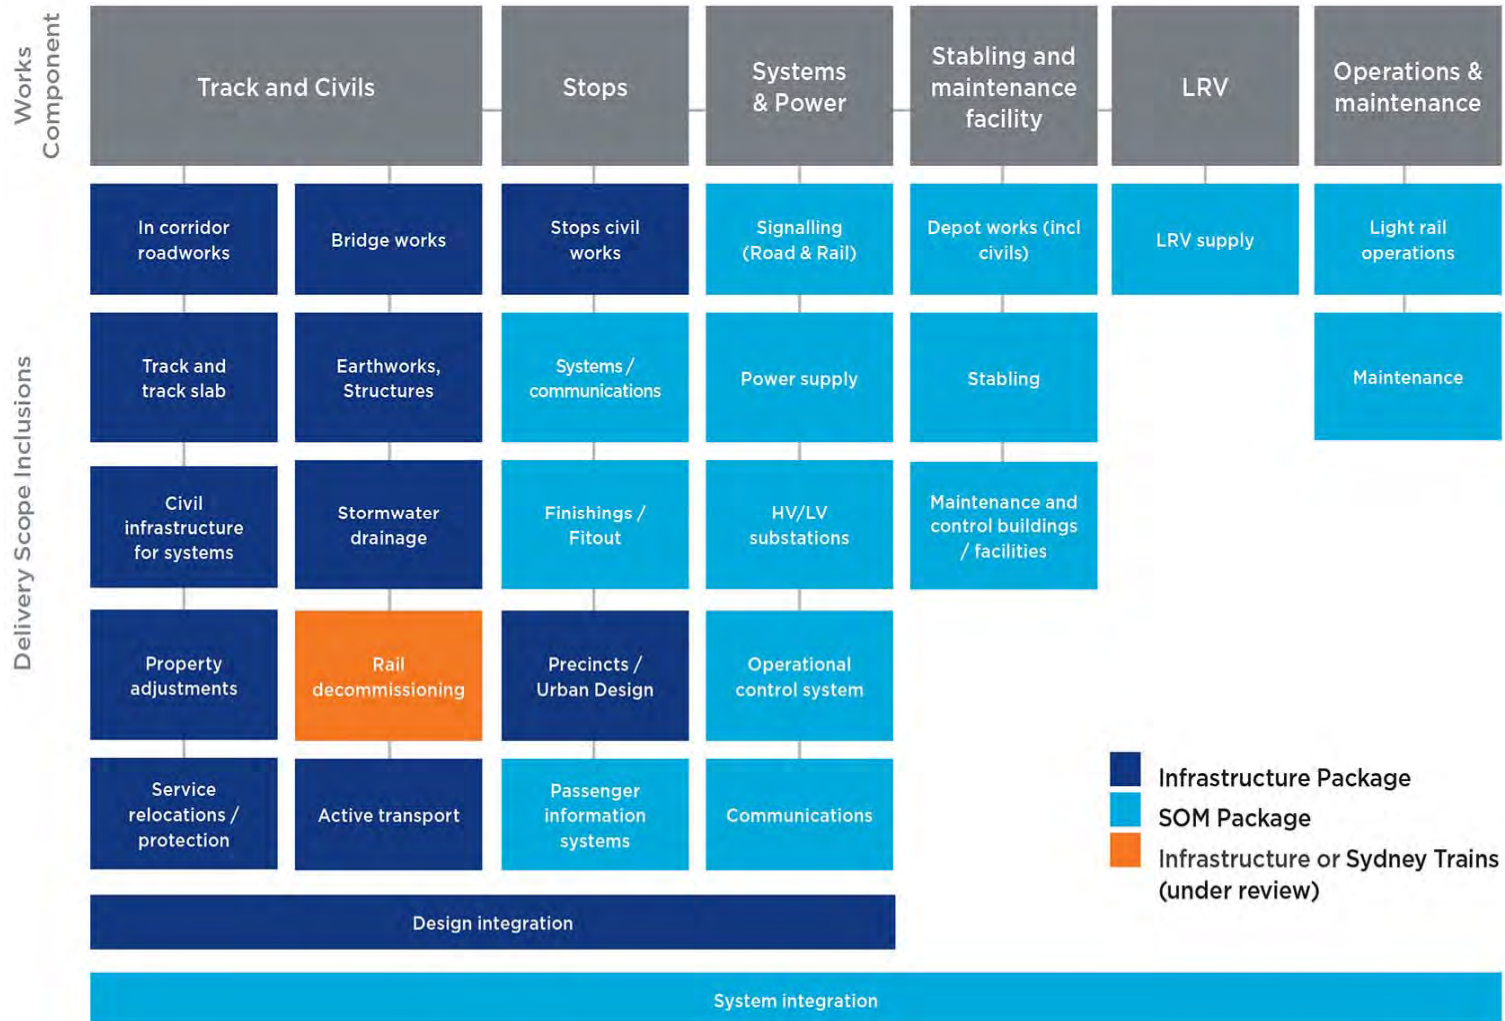 Works
Component
Track and Civils
Stops
Systems
& Power
Stabling and
maintenance
facility
LRV
Operations &
maintenance
Delivery Scope Inclusions
In corridor
roadworks
Bridge works
Stops civil
works
Signalling
(Road & Rail)
Depot works (incl
civils)
LRV supply
Light rail
operations
Track and
track slab
Earthworks,
Structures
Systems /
communications
Power supply
Stabling
Maintenance
Civil
infrastructure
for systems
Stormwater
drainage
Finishings /
Fitout
HV/LV
substations
Maintenance and
control buildings
/ facilities
Property
adjustments
Rail
decommissioning
Precincts /
Urban Design
Operational
control system
Service
relocations /
protection
Active transport
Passenger
information
systems
Communications
Infrastructure Package
SOM Package
Infrastructure or Sydney Trains
(under review)
Design integration
System integration